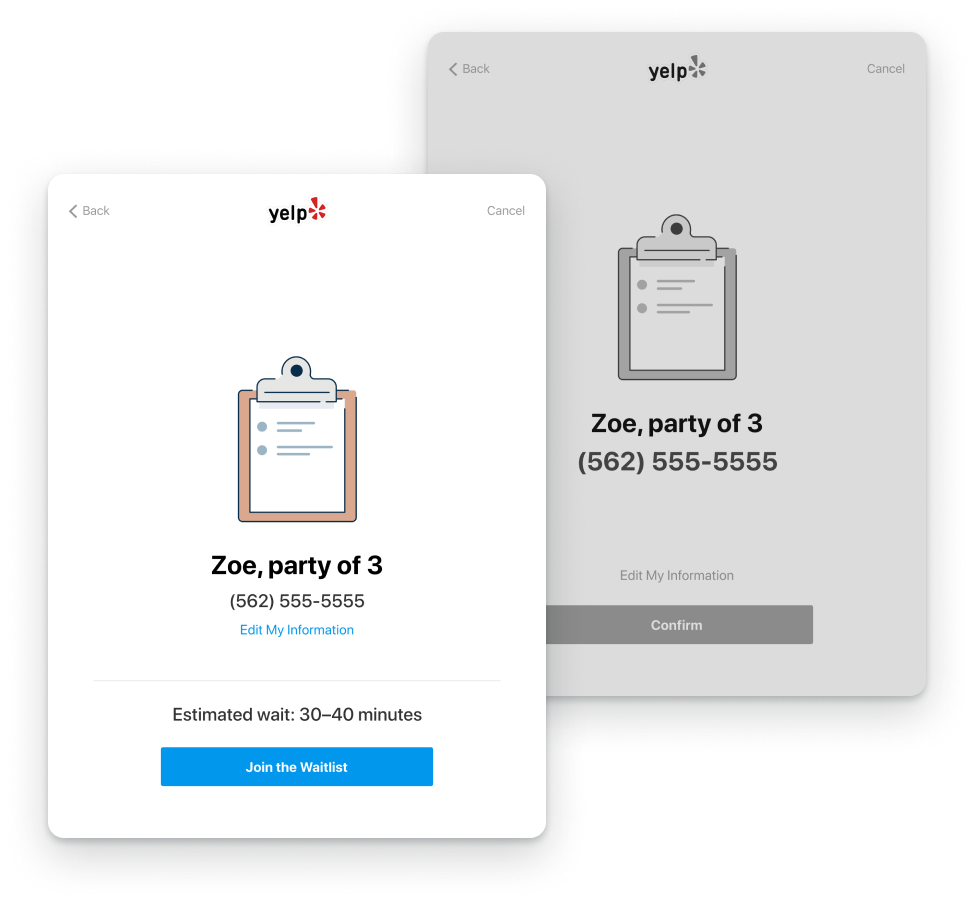 Back
yelp
Cancel
Zoe, party of 3
(562) 555-5555
Edit My Information
Estimated wait: 30–40 minutes
Join the Waitlist
Back
yelp
Cancel
Zoe, party of 3
(562) 555-5555
Edit My Information
Confirm